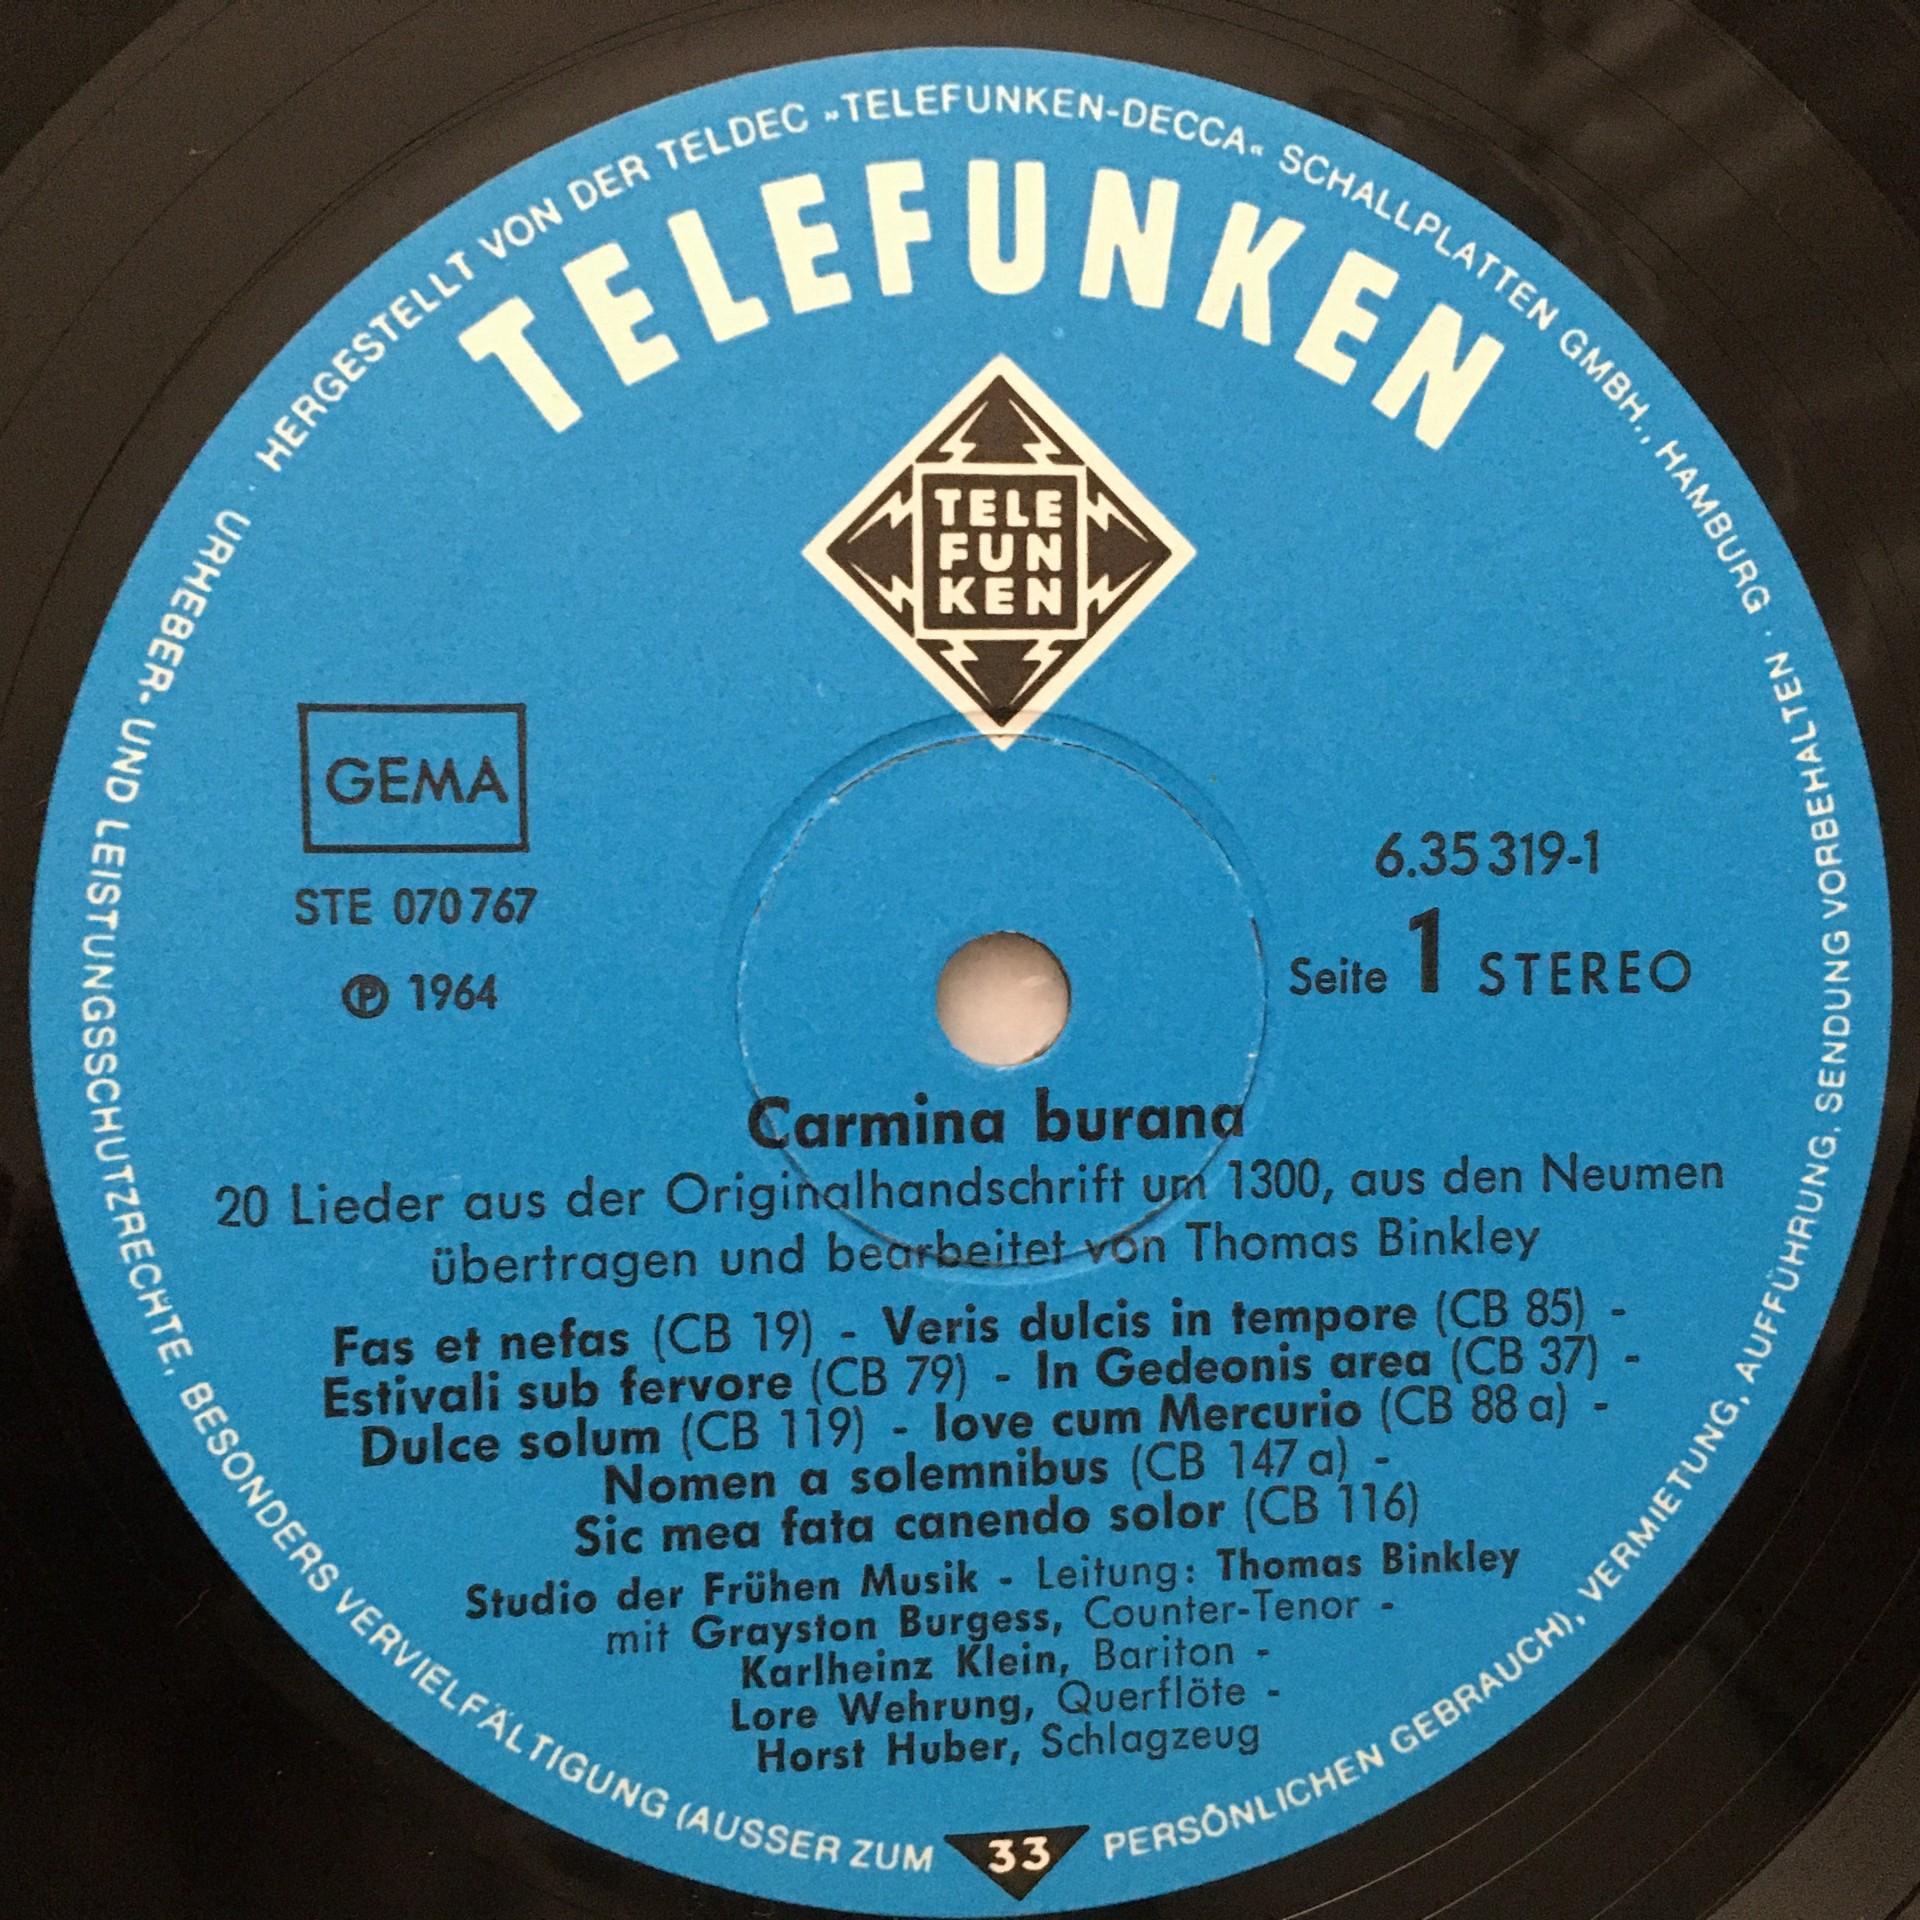 HERGESTELLT VON DER TELDEC »TELEFUNKEN-DECCA« SCHALLPLATTEN GMBH., HAMBURG ·
URHEBER- UND LEISTUNGSSCHUTZRECHTE, BESONDERS VERVIELFÄLTIGUNG (AUSSER ZUM PERSÖNLICHEN GEBRAUCH), VERMIETUNG, AUFFÜHRUNG, SENDUNG VORBEHALTEN ·
TELEFUNKEN
TELE
FUN
KEN
GEMA
STE 070 767
℗ 1964
6.35 319-1
Seite 1 STEREO
Carmina burana
20 Lieder aus der Originalhandschrift um 1300, aus den Neumen
übertragen und bearbeitet von Thomas Binkley
Fas et nefas (CB 19) - Veris dulcis in tempore (CB 85) -
Estivali sub fervore (CB 79) - In Gedeonis area (CB 37) -
Dulce solum (CB 119) - Iove cum Mercurio (CB 88 a) -
Nomen a solemnibus (CB 147 a) -
Sic mea fata canendo solor (CB 116)
Studio der Frühen Musik - Leitung: Thomas Binkley
mit Grayston Burgess, Counter-Tenor -
Karlheinz Klein, Bariton -
Lore Wehrung, Querflöte -
Horst Huber, Schlagzeug
33